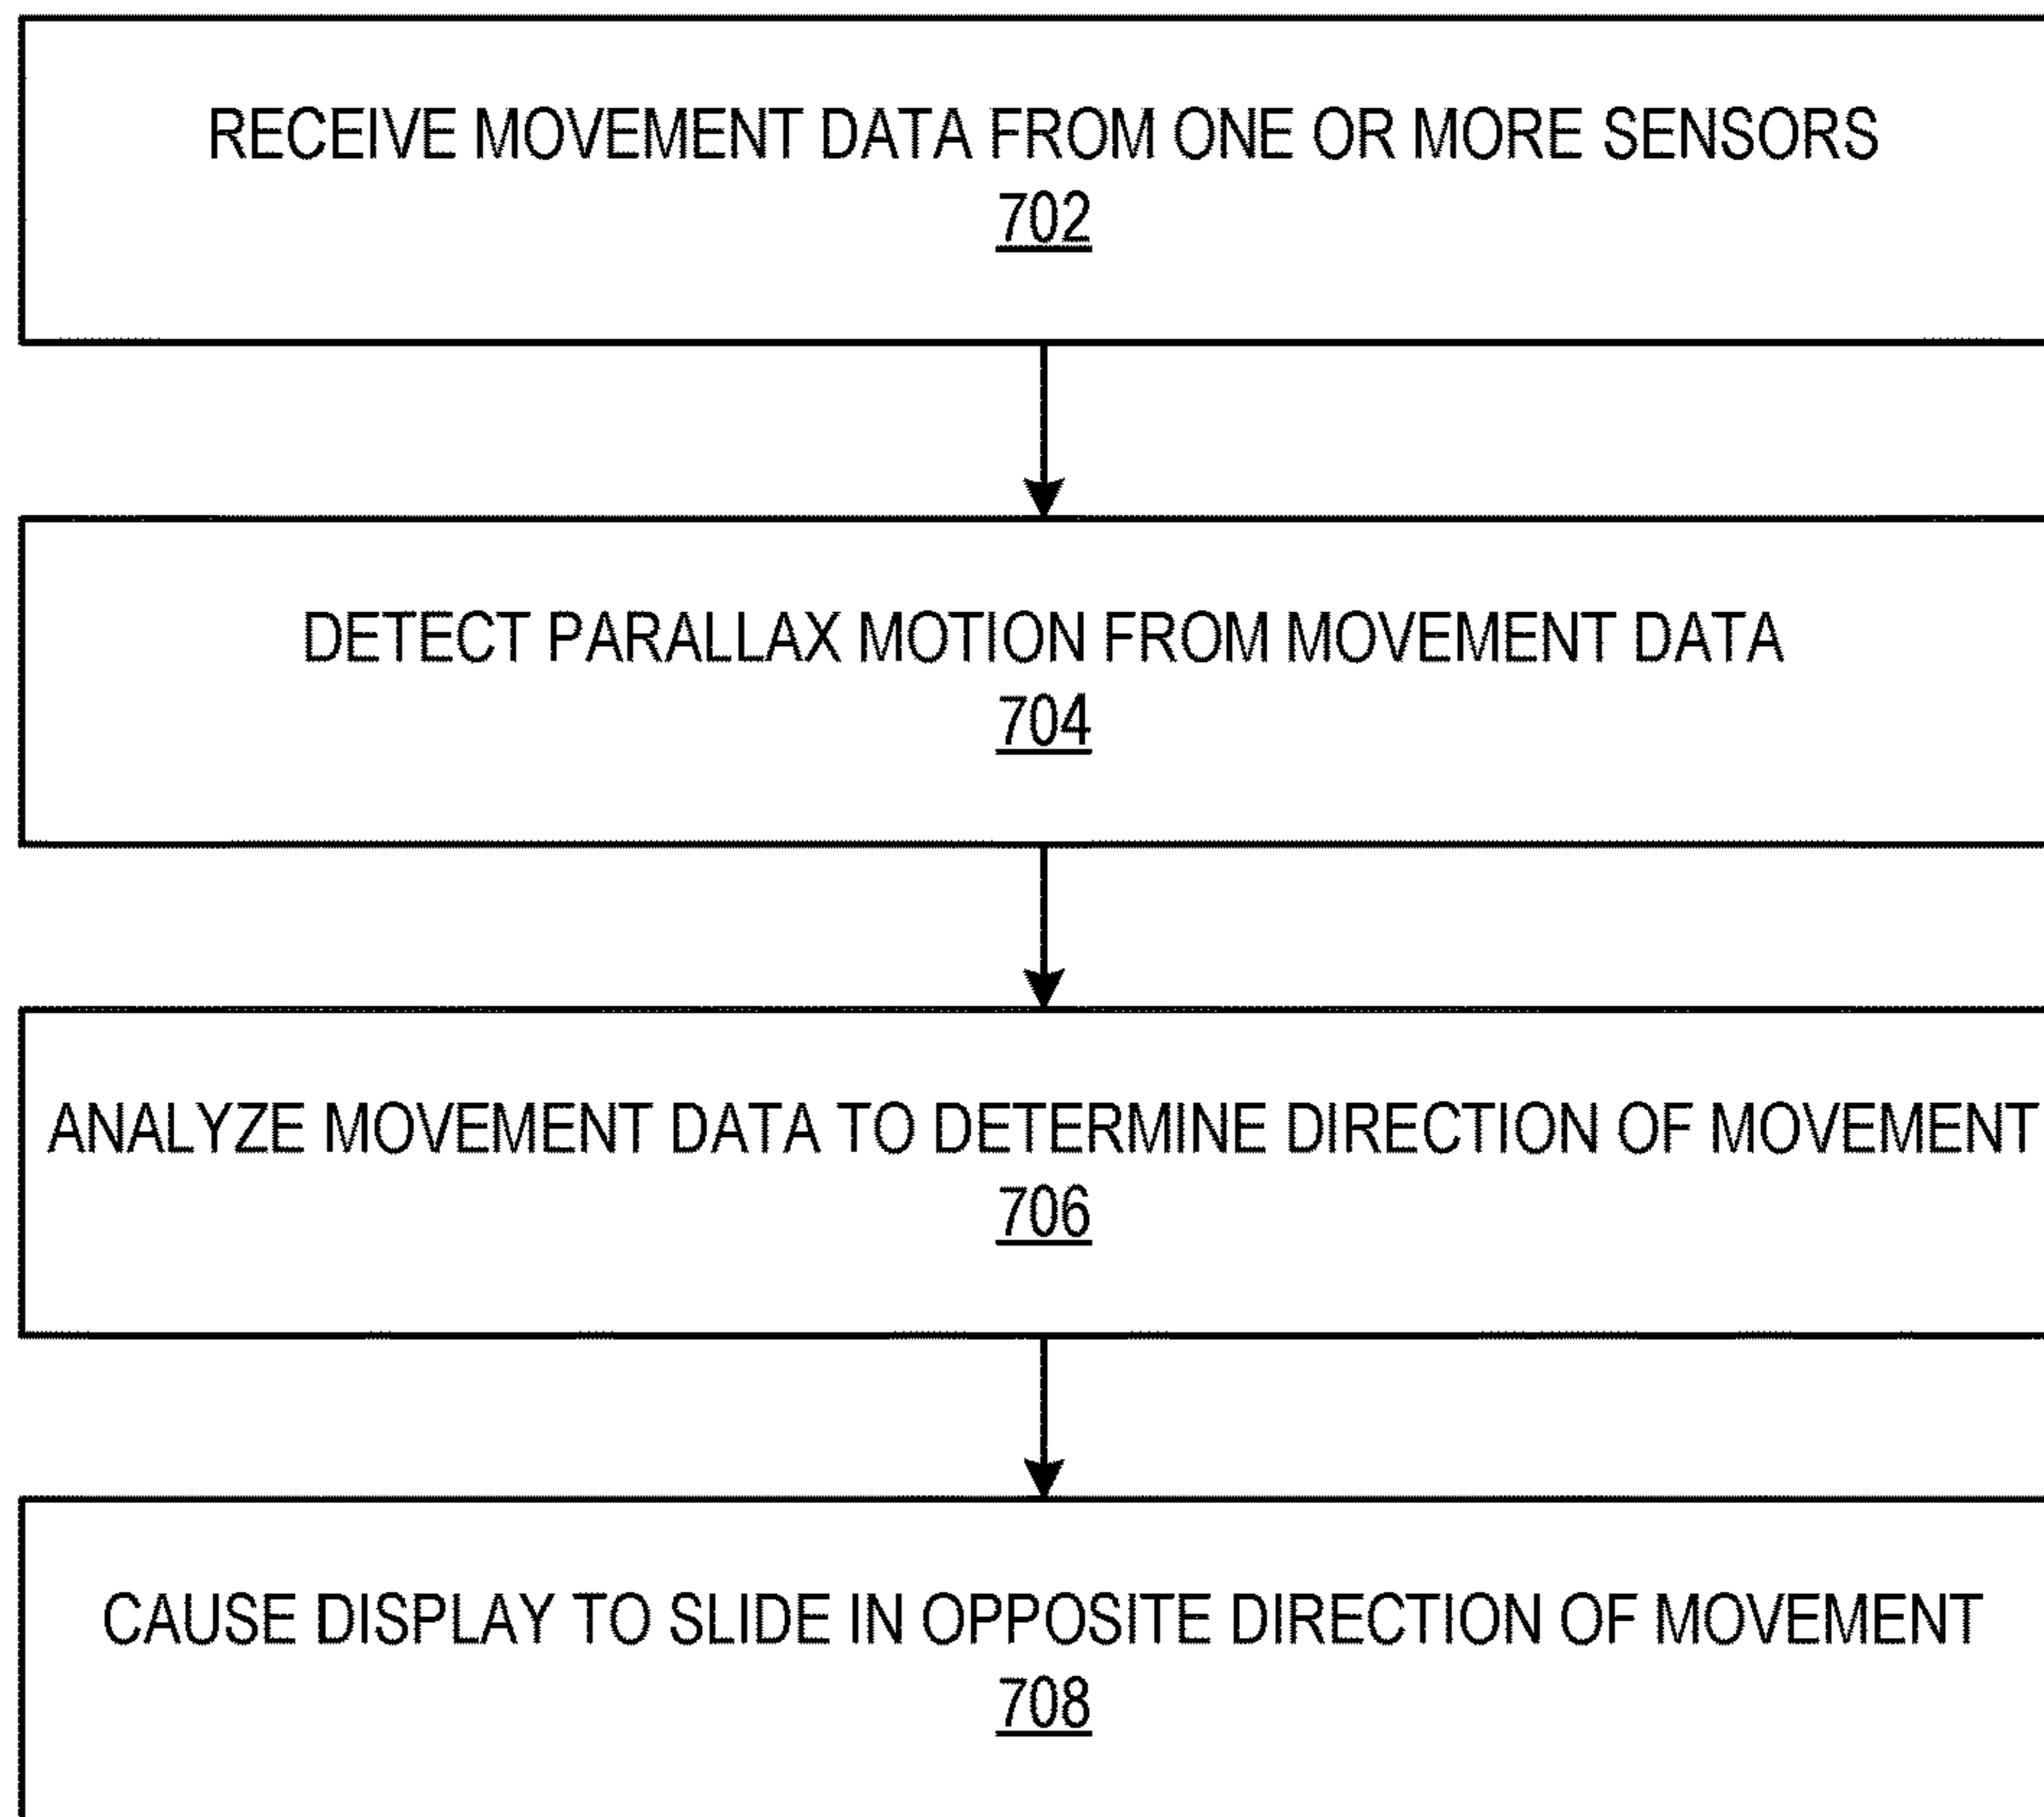 RECEIVE MOVEMENT DATA FROM ONE OR MORE SENSORS
702
DETECT PARALLAX MOTION FROM MOVEMENT DATA
704
ANALYZE MOVEMENT DATA TO DETERMINE DIRECTION OF MOVEMENT
706
CAUSE DISPLAY TO SLIDE IN OPPOSITE DIRECTION OF MOVEMENT
708